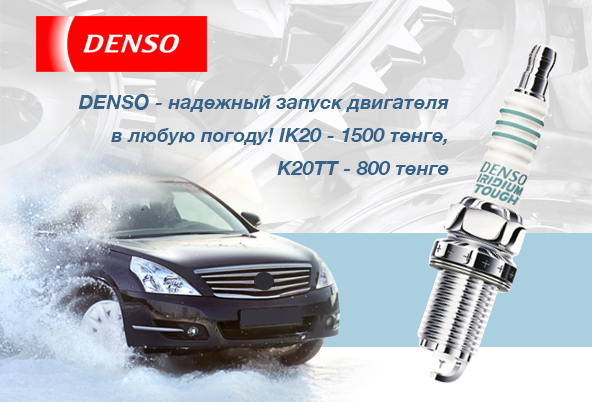 DENSO
DENSO - надежный запуск двигателя
в любую погоду! IK20 - 1500 тенге,
K20TT - 800 тенге
DENSO
IRIDIUM
TOUGH